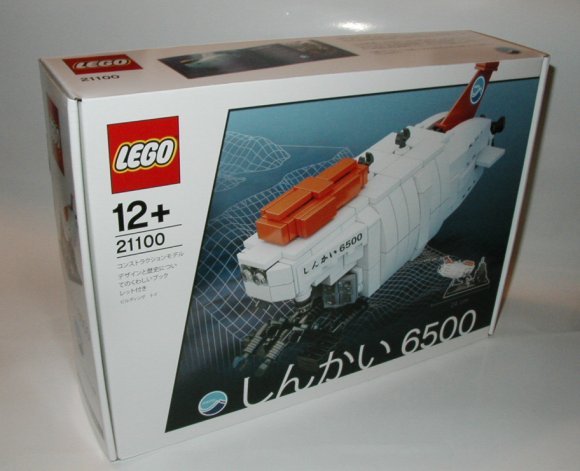 LEGO
21100
LEGO
12+
21100
コンストラクションモデル
デザインと歴史につい
てのくわしいブック
レット付き
しんかい 6500
しんかい 6500